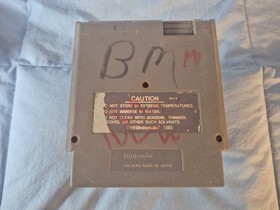 BM
CAUTION
DO NOT STORE IN EXTREME TEMPERATURES.
DO NOT IMMERSE IN WATER.
DO NOT CLEAN WITH BENZENE, THINNER,
ALCOHOL OR OTHER SUCH SOLVENTS.
©Nintendo
Nintendo